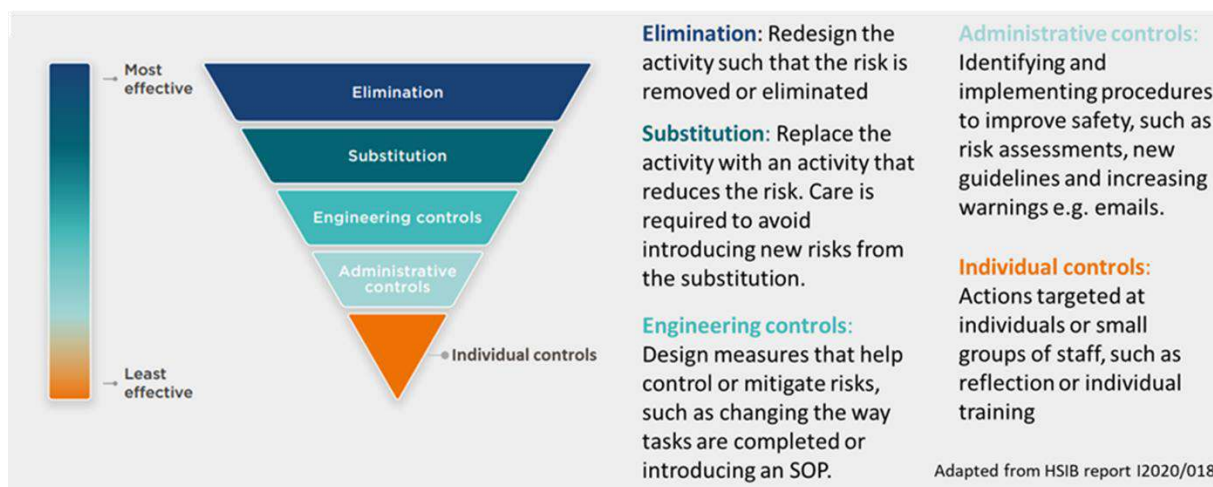 Most
effective
Elimination
Substitution
Engineering controls
Administrative
controls
Individual controls
Least
effective
Elimination: Redesign the
activity such that the risk is
removed or eliminated
Substitution: Replace the
activity with an activity that
reduces the risk. Care is
required to avoid
introducing new risks from
the substitution.
Engineering controls:
Design measures that help
control or mitigate risks,
such as changing the way
tasks are completed or
introducing an SOP.
Administrative controls:
Identifying and
implementing procedures
to improve safety, such as
risk assessments, new
guidelines and increasing
warnings e.g. emails.
Individual controls:
Actions targeted at
individuals or small
groups of staff, such as
reflection or individual
training
Adapted from HSIB report I2020/018